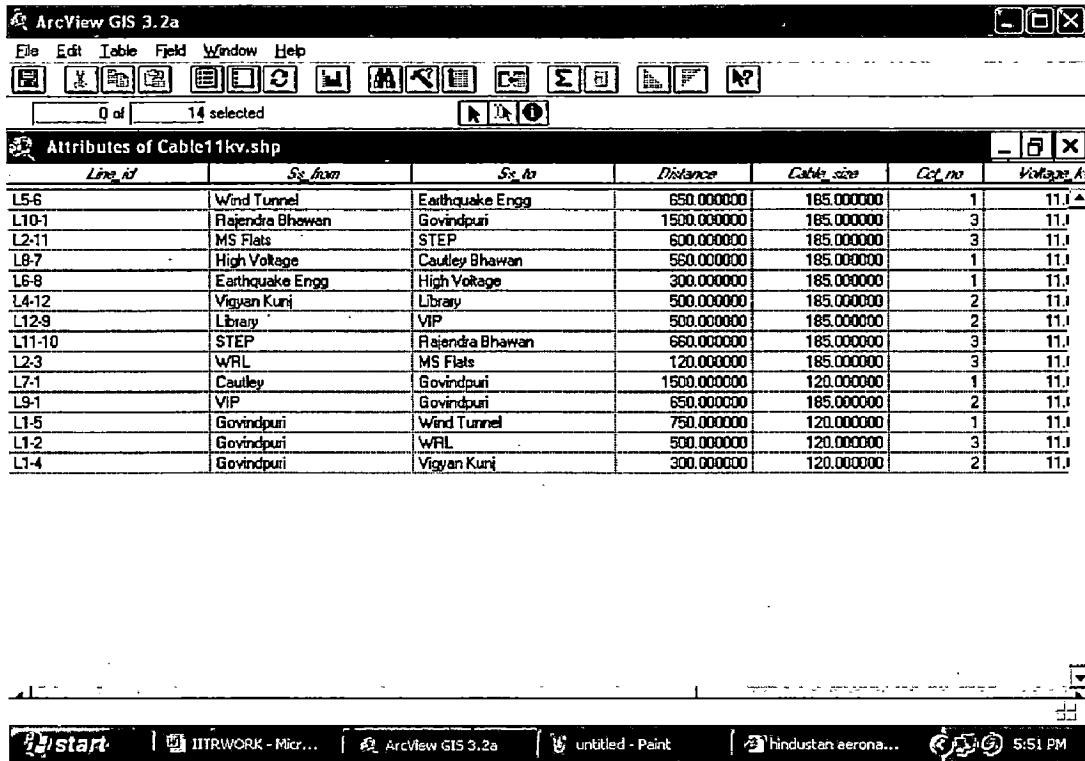 ArcView GIS 3.2a
File Edit Table Field Window Help
0 of 14 selected
Attributes of Cable11kv.shp
Line_id Ss_from Ss_to Distance Cable_size Cct_no Voltage_k
L5-6 Wind Tunnel Earthquake Engg 650.000000 185.000000 1 11.
L10-1 Rajendra Bhawan Govindpuri 1500.000000 185.000000 3 11.
L2-11 MS Flats STEP 600.000000 185.000000 3 11.
L8-7 High Voltage Cautley Bhawan 560.000000 185.000000 1 11.
L6-8 Earthquake Engg High Voltage 300.000000 185.000000 1 11.
L4-12 Vigyan Kunj Library 500.000000 185.000000 2 11.
L12-9 Library VIP 500.000000 185.000000 2 11.
L11-10 STEP Rajendra Bhawan 660.000000 185.000000 3 11.
L2-3 WRL MS Flats 120.000000 185.000000 3 11.
L7-1 Cautley Govindpuri 1500.000000 120.000000 1 11.
L9-1 VIP Govindpuri 650.000000 185.000000 2 11.
L1-5 Govindpuri Wind Tunnel 750.000000 120.000000 1 11.
L1-2 Govindpuri WRL 500.000000 120.000000 3 11.
L1-4 Govindpuri Vigyan Kunj 300.000000 120.000000 2 11.
start IITRWORK - Micr... ArcView GIS 3.2a untitled - Paint hindustan aerona... 5:51 PM